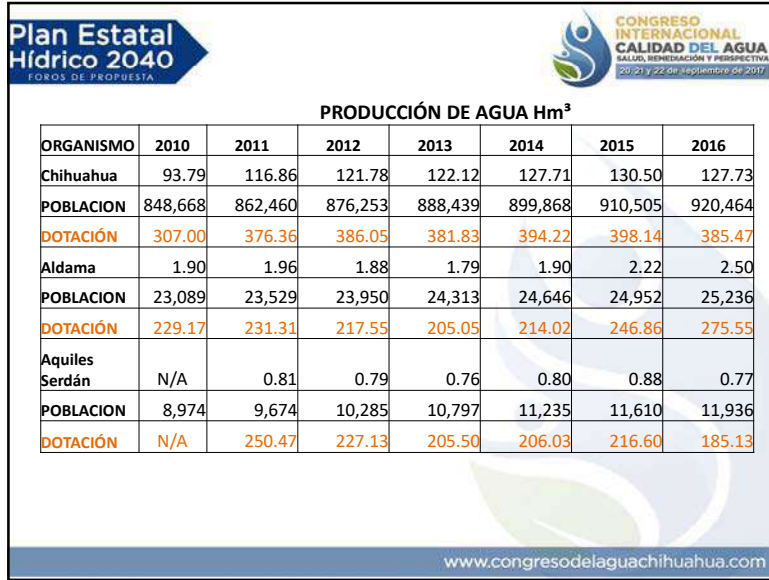 Plan Estatal
Hídrico 2040
FOROS DE PROPUESTA
CONGRESO
INTERNACIONAL
CALIDAD DEL AGUA
SALUD, REMEDIACIÓN Y PERSPECTIVA
20, 21 y 22 de septiembre de 2017
PRODUCCIÓN DE AGUA Hm³
ORGANISMO 2010 2011 2012 2013 2014 2015 2016
Chihuahua 93.79 116.86 121.78 122.12 127.71 130.50 127.73
POBLACION 848,668 862,460 876,253 888,439 899,868 910,505 920,464
DOTACIÓN 307.00 376.36 386.05 381.83 394.22 398.14 385.47
Aldama 1.90 1.96 1.88 1.79 1.90 2.22 2.50
POBLACION 23,089 23,529 23,950 24,313 24,646 24,952 25,236
DOTACIÓN 229.17 231.31 217.55 205.05 214.02 246.86 275.55
Aquiles
Serdán N/A 0.81 0.79 0.76 0.80 0.88 0.77
POBLACION 8,974 9,674 10,285 10,797 11,235 11,610 11,936
DOTACIÓN N/A 250.47 227.13 205.50 206.03 216.60 185.13
www.congresodelaguachihuahua.com